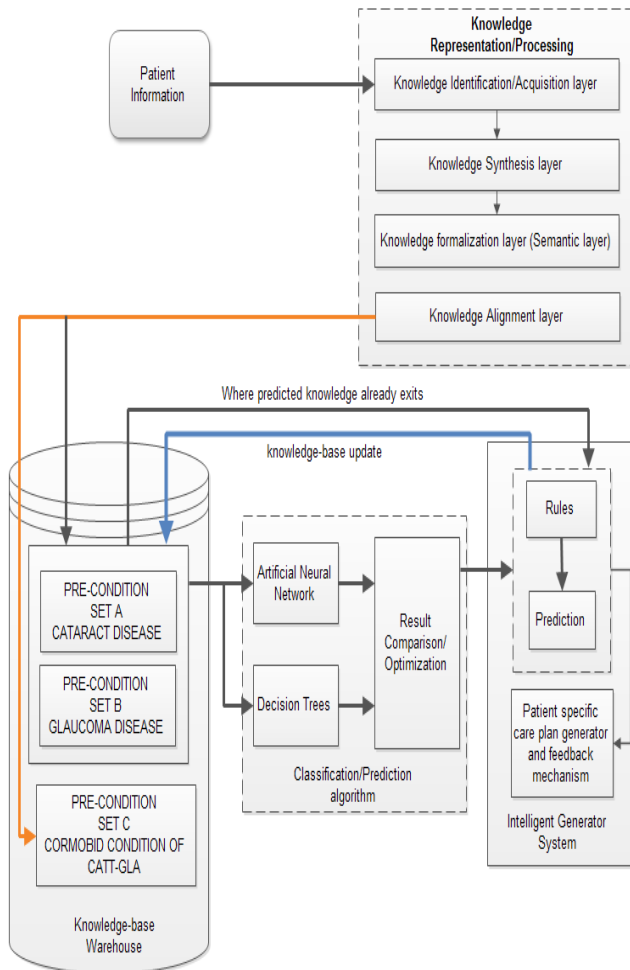 Knowledge
Representation/Processing
Patient
Information
Knowledge Identification/Acquisition layer
Knowledge Synthesis layer
Knowledge formalization layer (Semantic layer)
Knowledge Alignment layer
Where predicted knowledge already exits
knowledge-base update
Rules
Prediction
Artificial Neural
Network
Decision Trees
Result
Comparison/
Optimization
Classification/Prediction
algorithm
PRE-CONDITION
SET A
CATARACT DISEASE
PRE-CONDITION
SET B
GLAUCOMA DISEASE
PRE-CONDITION
SET C
CORMOBID CONDITION OF
CATT-GLA
Knowledge-base
Warehouse
Patient specific
care plan generator
and feedback
mechanism
Intelligent Generator
System